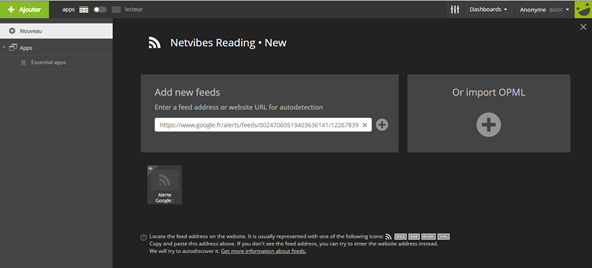 + Ajouter
apps
lecteur
Dashboards
Anonyme BASIC
Nouveau
Apps
Essential apps
Netvibes Reading • New
Add new feeds
Enter a feed address or website URL for autodetection
https://www.google.fr/alerts/feeds/00247060519403636141/12267839
Or import OPML
Alerte
Google :
Locate the feed address on the website. It is usually represented with one of the following icons:
Copy and paste this address above. If you don't see the feed address, you can try to enter the website address instead.
We will try to autodiscover it. Get more information about feeds.